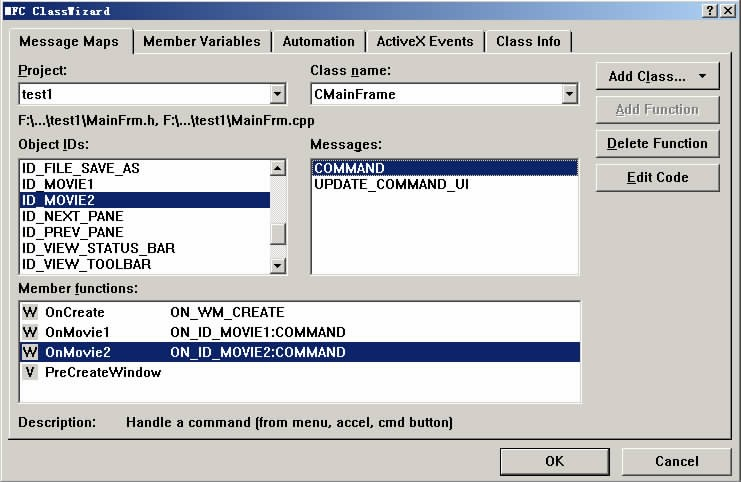 MFC ClassWizard
Message Maps Member Variables Automation ActiveX Events Class Info
Project: Class name:
test1 CMainFrame
Add Class...
F:\...\test1\MainFrm.h, F:\...\test1\MainFrm.cpp
Add Function
Object IDs: Messages:
Delete Function
ID_FILE_SAVE_AS COMMAND
ID_MOVIE1 UPDATE_COMMAND_UI
Edit Code
ID_MOVIE2
ID_NEXT_PANE
ID_PREV_PANE
ID_VIEW_STATUS_BAR
ID_VIEW_TOOLBAR
Member functions:
W OnCreate ON_WM_CREATE
W OnMovie1 ON_ID_MOVIE1:COMMAND
W OnMovie2 ON_ID_MOVIE2:COMMAND
V PreCreateWindow
Description: Handle a command (from menu, accel, cmd button)
OK Cancel